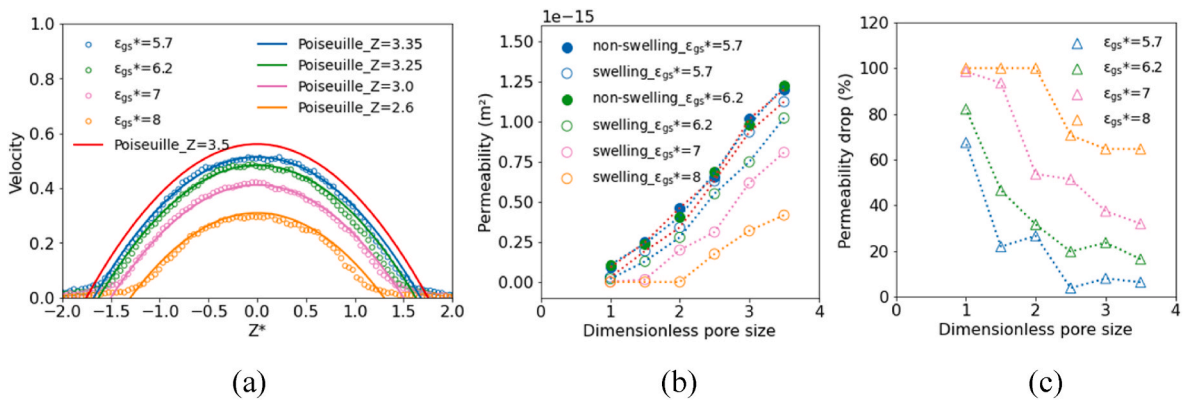 1.0
0.8
0.6
0.4
0.2
0.0
Velocity
εgs*=5.7
εgs*=6.2
εgs*=7
εgs*=8
Poiseuille_Z=3.5
Poiseuille_Z=3.35
Poiseuille_Z=3.25
Poiseuille_Z=3.0
Poiseuille_Z=2.6
−2.0 −1.5 −1.0 −0.5 0.0 0.5 1.0 1.5 2.0
Z*
(a)
1e−15
1.50
1.25
1.00
0.75
0.50
0.25
0.00
Permeability (m²)
non-swelling_εgs*=5.7
swelling_εgs*=5.7
non-swelling_εgs*=6.2
swelling_εgs*=6.2
swelling_εgs*=7
swelling_εgs*=8
0 1 2 3 4
Dimensionless pore size
(b)
120
100
80
60
40
20
0
Permeability drop (%)
εgs*=5.7
εgs*=6.2
εgs*=7
εgs*=8
0 1 2 3 4
Dimensionless pore size
(c)